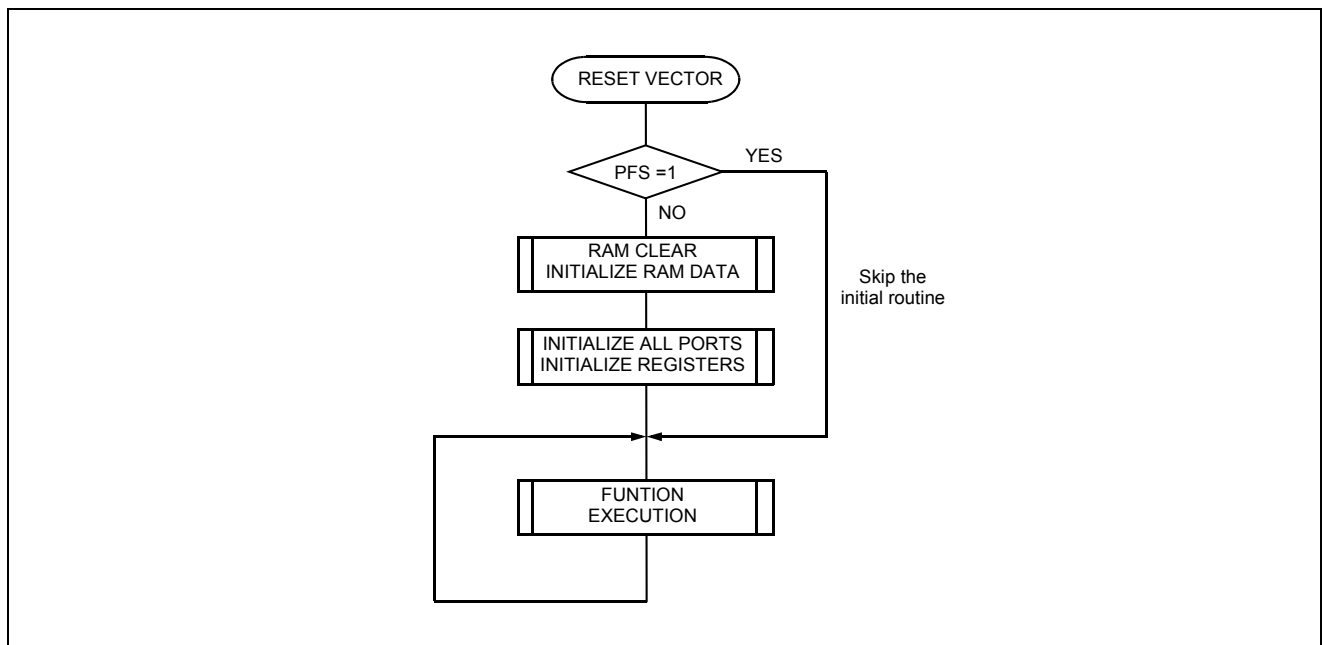 RESET VECTOR
YES
PFS =1
NO
RAM CLEAR
INITIALIZE RAM DATA
Skip the
initial routine
INITIALIZE ALL PORTS
INITIALIZE REGISTERS
FUNTION
EXECUTION